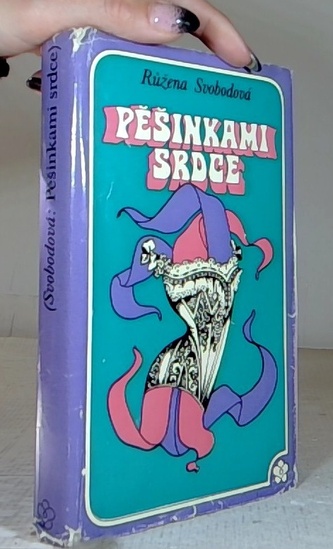 Růžena Svobodová
PĚŠINKAMI
SRDCE
(Svobodová: Pěšinkami srdce)